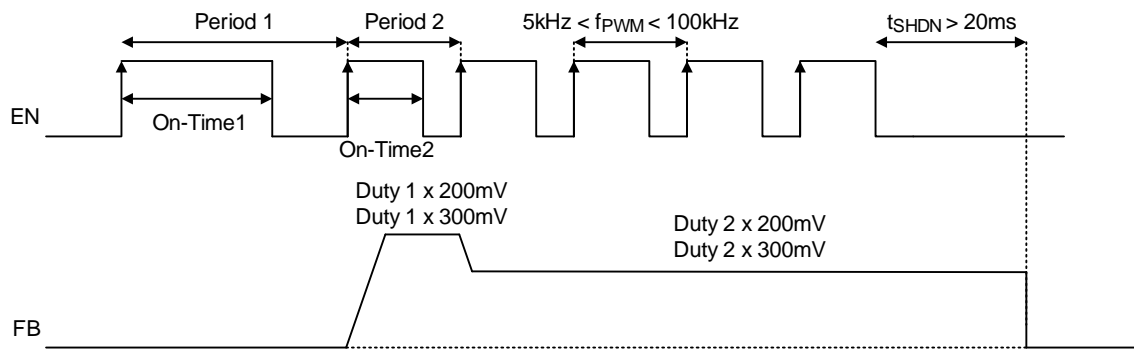 Period 1
Period 2
5kHz < fPWM < 100kHz
tSHDN > 20ms
EN
On-Time1
On-Time2
Duty 1 x 200mV
Duty 1 x 300mV
Duty 2 x 200mV
Duty 2 x 300mV
FB